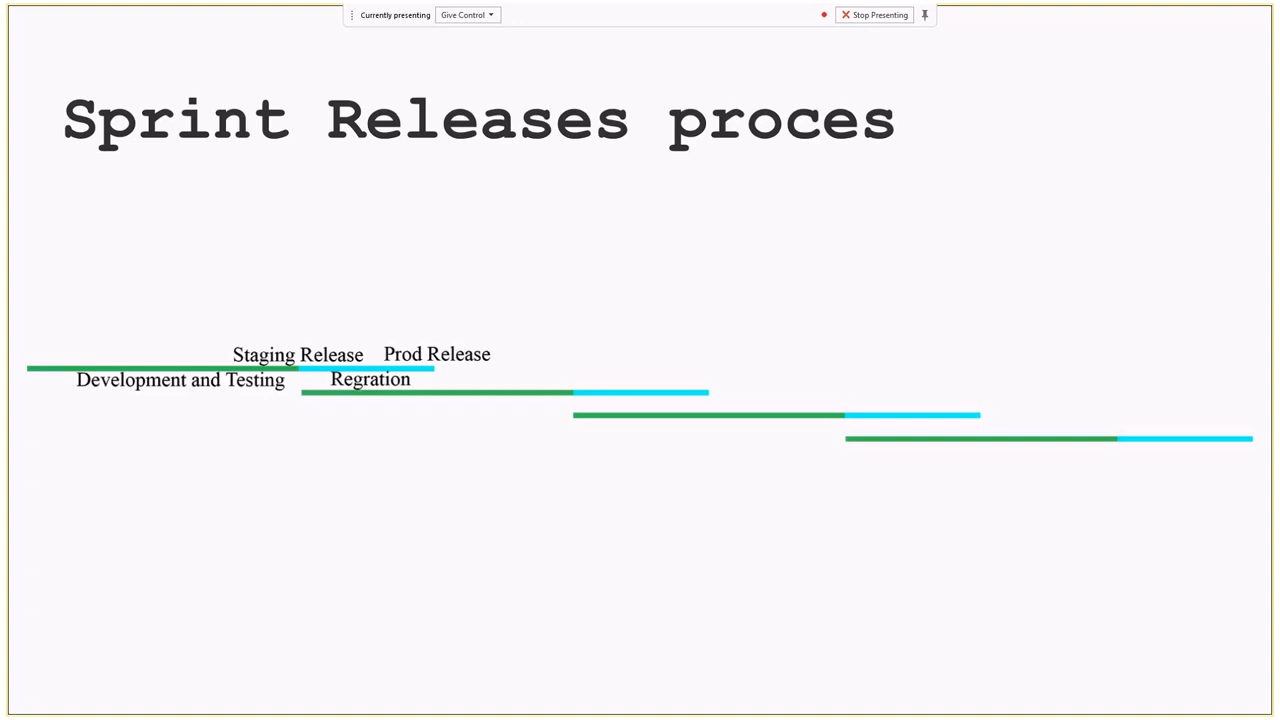 Currently presenting Give Control Stop Presenting
Sprint Releases proces
Staging Release Prod Release
Development and Testing Regration